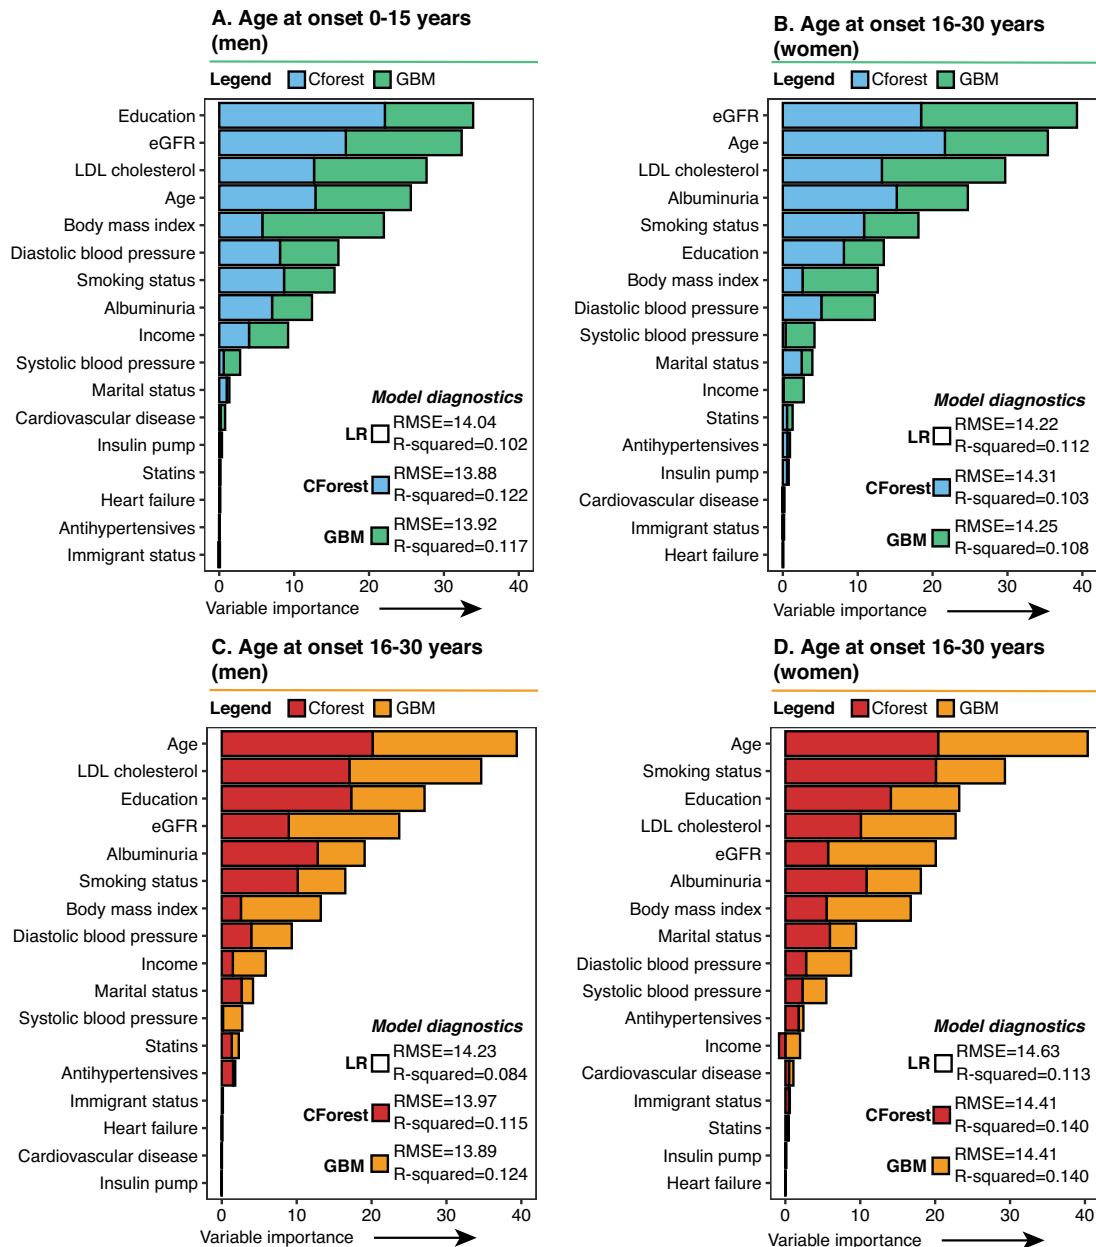 A. Age at onset 0-15 years
(men)
Legend Cforest GBM
Education
eGFR
LDL cholesterol
Age
Body mass index
Diastolic blood pressure
Smoking status
Albuminuria
Income
Systolic blood pressure
Marital status
Cardiovascular disease
Insulin pump
Statins
Heart failure
Antihypertensives
Immigrant status
Model diagnostics
LR RMSE=14.04
R-squared=0.102
CForest RMSE=13.88
R-squared=0.122
GBM RMSE=13.92
R-squared=0.117
0 10 20 30 40
Variable importance
B. Age at onset 16-30 years
(women)
Legend Cforest GBM
eGFR
Age
LDL cholesterol
Albuminuria
Smoking status
Education
Body mass index
Diastolic blood pressure
Systolic blood pressure
Marital status
Income
Statins
Antihypertensives
Insulin pump
Cardiovascular disease
Immigrant status
Heart failure
Model diagnostics
LR RMSE=14.22
R-squared=0.112
CForest RMSE=14.31
R-squared=0.103
GBM RMSE=14.25
R-squared=0.108
0 10 20 30 40
Variable importance
C. Age at onset 16-30 years
(men)
Legend Cforest GBM
Age
LDL cholesterol
Education
eGFR
Albuminuria
Smoking status
Body mass index
Diastolic blood pressure
Income
Marital status
Systolic blood pressure
Statins
Antihypertensives
Immigrant status
Heart failure
Cardiovascular disease
Insulin pump
Model diagnostics
LR RMSE=14.23
R-squared=0.084
CForest RMSE=13.97
R-squared=0.115
GBM RMSE=13.89
R-squared=0.124
0 10 20 30 40
Variable importance
D. Age at onset 16-30 years
(women)
Legend Cforest GBM
Age
Smoking status
Education
LDL cholesterol
eGFR
Albuminuria
Body mass index
Marital status
Diastolic blood pressure
Systolic blood pressure
Antihypertensives
Income
Cardiovascular disease
Immigrant status
Statins
Insulin pump
Heart failure
Model diagnostics
LR RMSE=14.63
R-squared=0.113
CForest RMSE=14.41
R-squared=0.140
GBM RMSE=14.41
R-squared=0.140
0 10 20 30 40
Variable importance